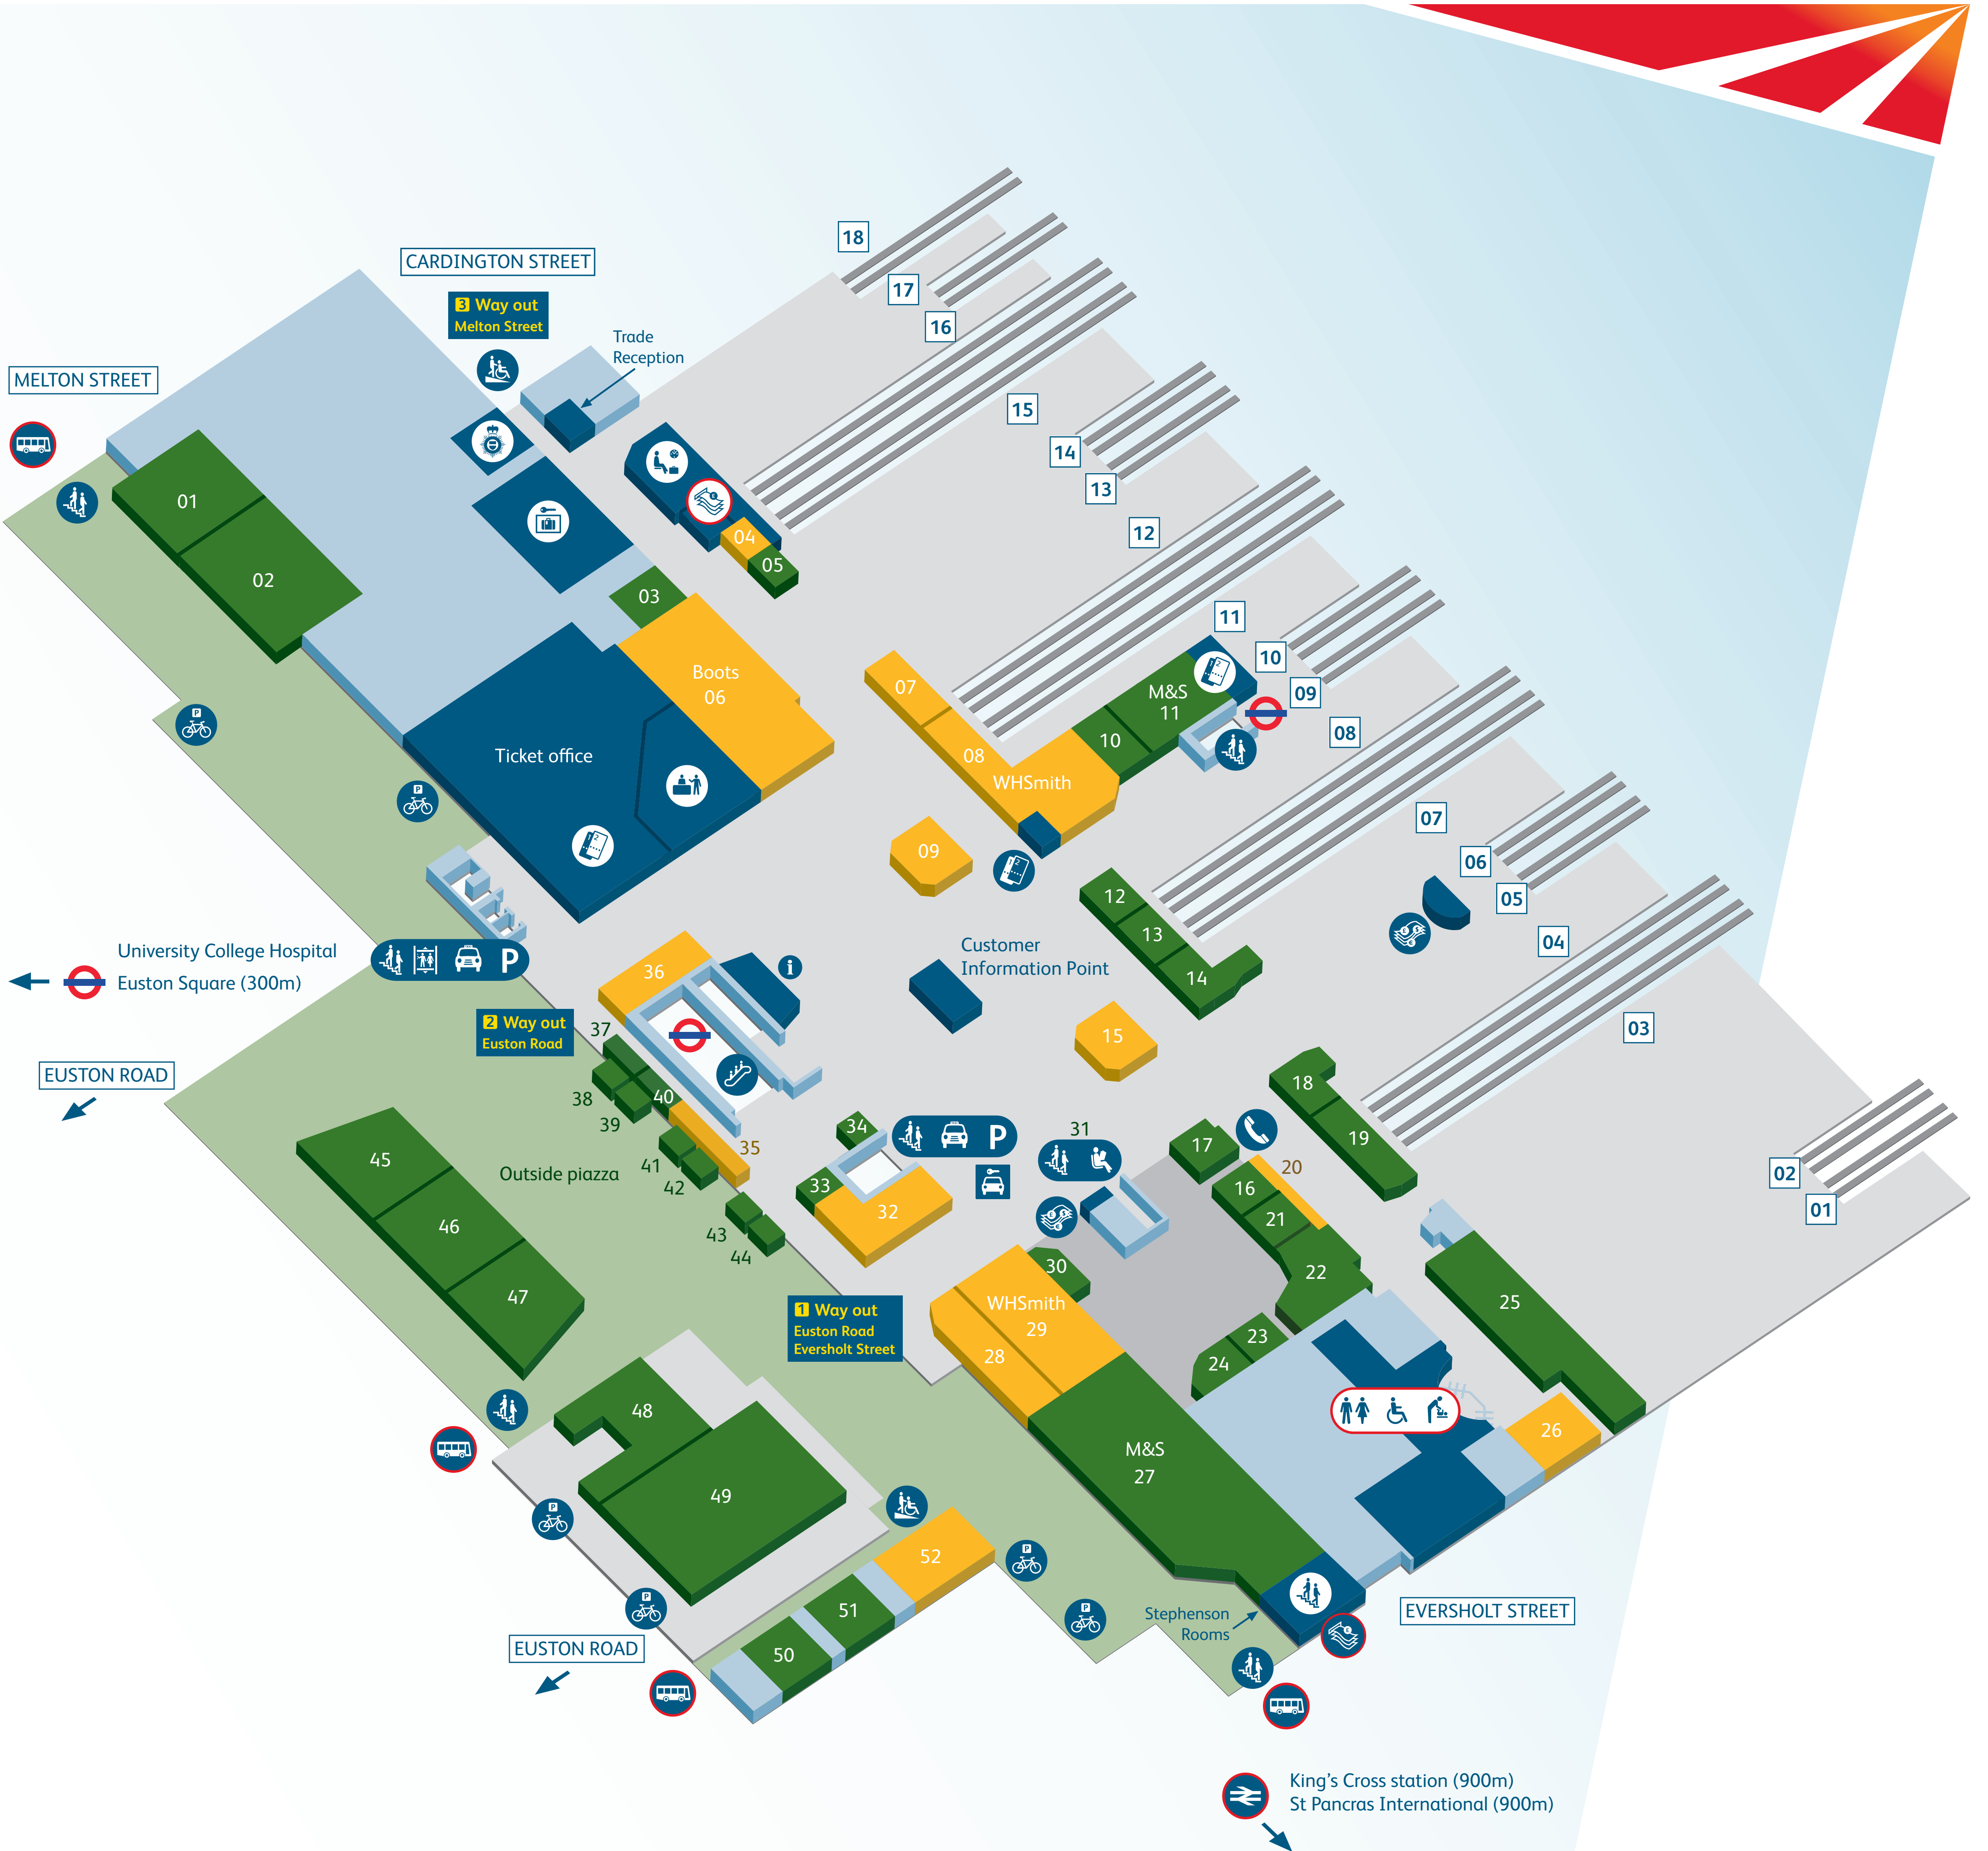 18
CARDINGTON STREET
17
3 Way out
Melton Street
16
Trade
Reception
MELTON STREET
15
14
13
12
01
02
03
04
05
11
10
09
08
Boots
06
07
08
WHSmith
M&S
11
10
Ticket office
09
07
06
05
04
03
02
01
12
13
14
Customer
Information Point
15
University College Hospital
Euston Square (300m)
P
36
i
2 Way out
Euston Road
37
38
39
40
35
41
42
43
44
EUSTON ROAD
Outside piazza
45
46
47
34
P
33
32
31
17
18
19
20
16
21
22
23
24
25
26
30
WHSmith
29
28
1 Way out
Euston Road
Eversholt Street
M&S
27
48
49
P
P
P
P
P
P
50
51
52
EUSTON ROAD
Stephenson
Rooms
EVERSHOLT STREET
King's Cross station (900m)
St Pancras International (900m)